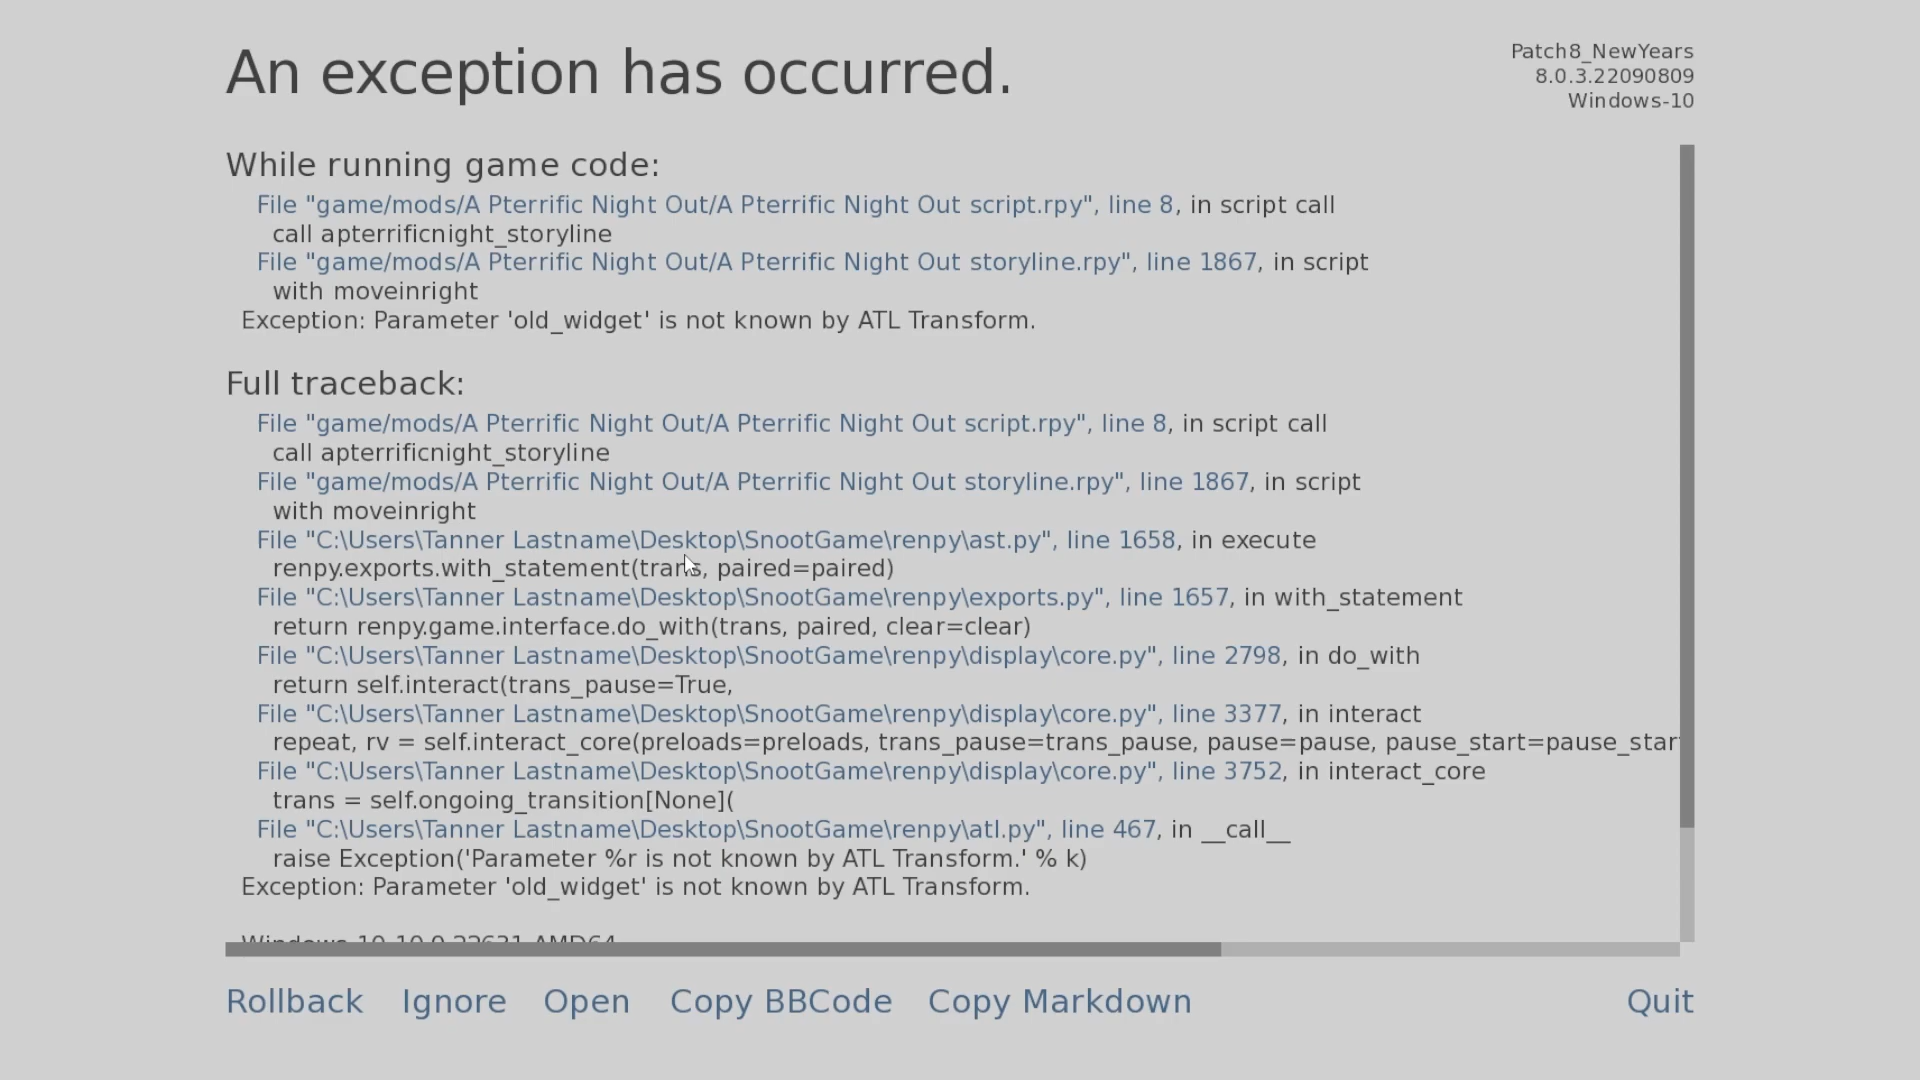 An exception has occurred.
Patch8_NewYears
8.0.3.22090809
Windows-10
While running game code:
File "game/mods/A Pterrific Night Out/A Pterrific Night Out script.rpy", line 8, in script call
call apterrificnight_storyline
File "game/mods/A Pterrific Night Out/A Pterrific Night Out storyline.rpy", line 1867, in script
with moveinright
Exception: Parameter 'old_widget' is not known by ATL Transform.
Full traceback:
File "game/mods/A Pterrific Night Out/A Pterrific Night Out script.rpy", line 8, in script call
call apterrificnight_storyline
File "game/mods/A Pterrific Night Out/A Pterrific Night Out storyline.rpy", line 1867, in script
with moveinright
File "C:\Users\Tanner Lastname\Desktop\SnootGame\renpy\ast.py", line 1658, in execute
renpy.exports.with_statement(trans, paired=paired)
File "C:\Users\Tanner Lastname\Desktop\SnootGame\renpy\exports.py", line 1657, in with_statement
return renpy.game.interface.do_with(trans, paired, clear=clear)
File "C:\Users\Tanner Lastname\Desktop\SnootGame\renpy\display\core.py", line 2798, in do_with
return self.interact(trans_pause=True,
File "C:\Users\Tanner Lastname\Desktop\SnootGame\renpy\display\core.py", line 3377, in interact
repeat, rv = self.interact_core(preloads=preloads, trans_pause=trans_pause, pause=pause, pause_start=pause_star
File "C:\Users\Tanner Lastname\Desktop\SnootGame\renpy\display\core.py", line 3752, in interact_core
trans = self.ongoing_transition[None](
File "C:\Users\Tanner Lastname\Desktop\SnootGame\renpy\atl.py", line 467, in __call__
raise Exception('Parameter %r is not known by ATL Transform.' % k)
Exception: Parameter 'old_widget' is not known by ATL Transform.
Windows-10-10.0.22631 AMD64
Rollback
Ignore
Open
Copy BBCode
Copy Markdown
Quit